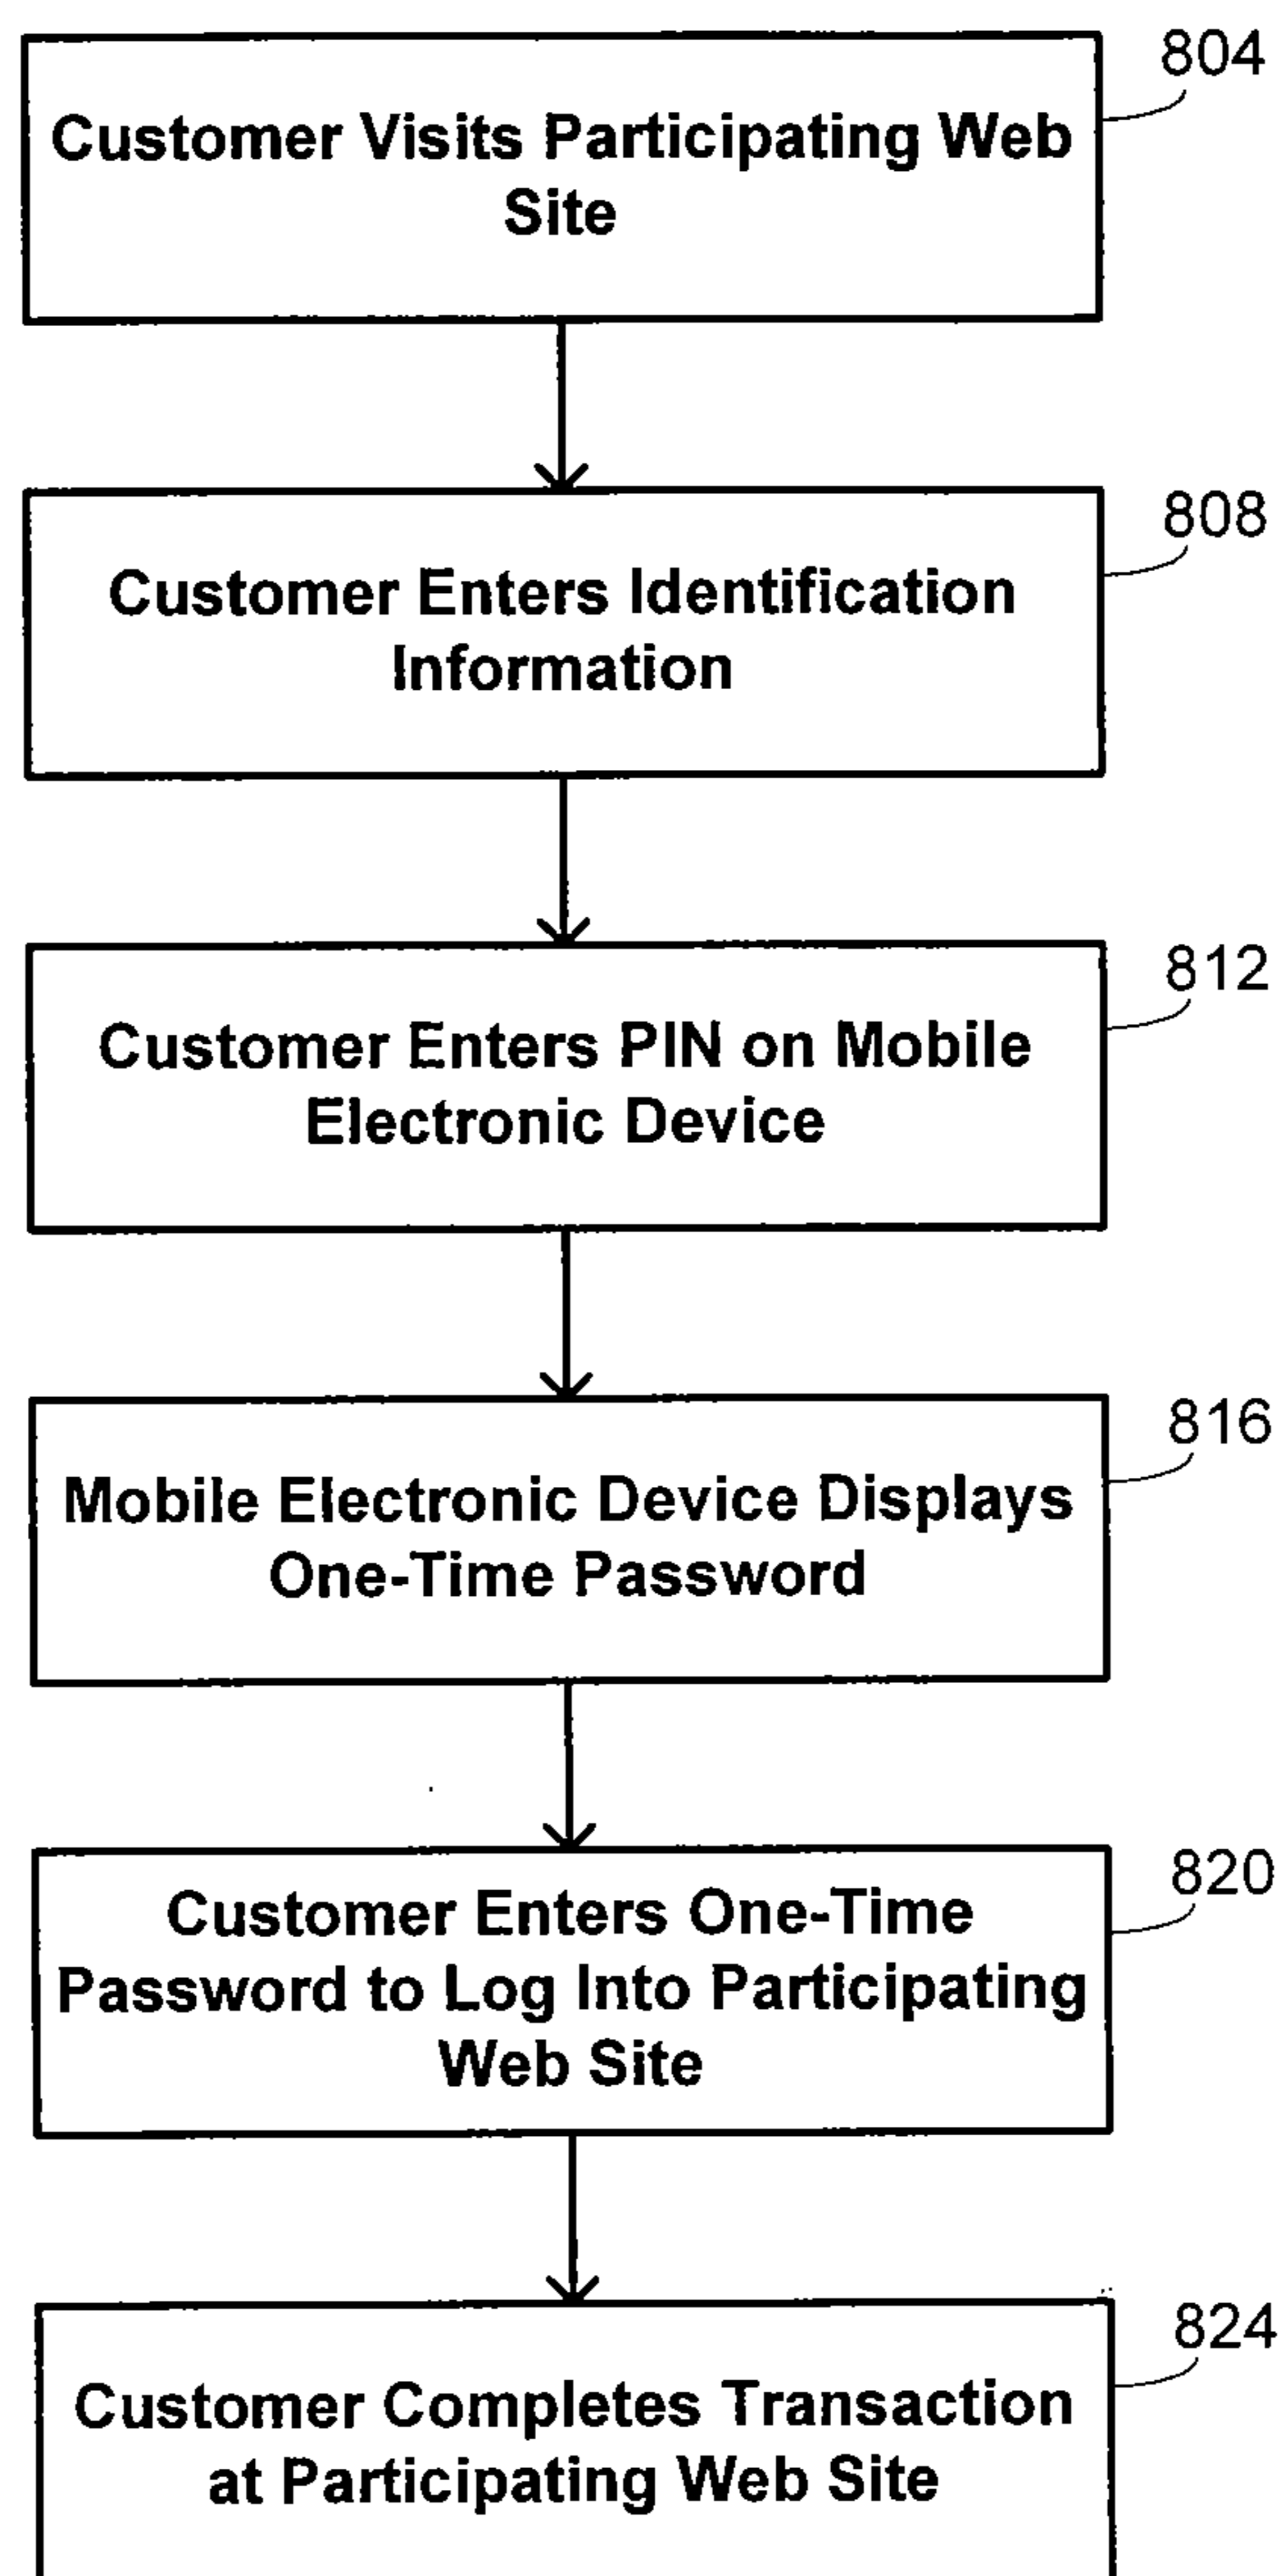 804
Customer Visits Participating Web
Site
808
Customer Enters Identification
Information
812
Customer Enters PIN on Mobile
Electronic Device
816
Mobile Electronic Device Displays
One-Time Password
820
Customer Enters One-Time
Password to Log Into Participating
Web Site
824
Customer Completes Transaction
at Participating Web Site